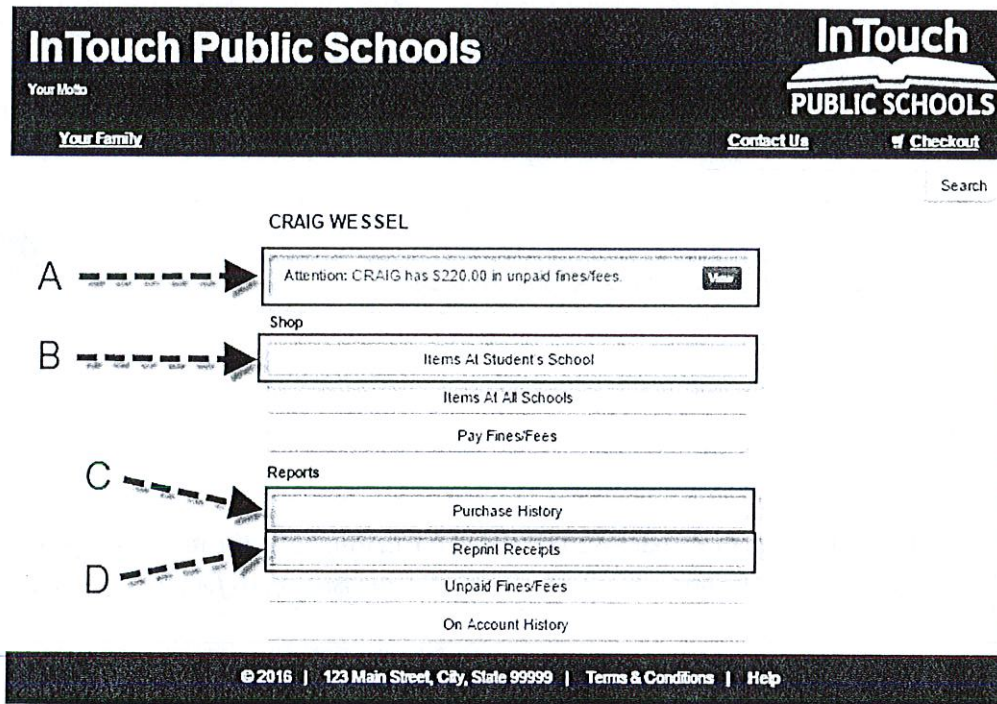 InTouch Public Schools
Your Motto
InTouch
PUBLIC SCHOOLS
Your Family
Contact Us
Checkout
Search
CRAIG WESSEL
A
Attention: CRAIG has $220.00 in unpaid fines/fees.
View
Shop
B
Items At Student's School
Items At All Schools
Pay Fines/Fees
Reports
C
Purchase History
D
Reprint Receipts
Unpaid Fines/Fees
On Account History
© 2016 | 123 Main Street, City, State 99999 | Terms & Conditions | Help